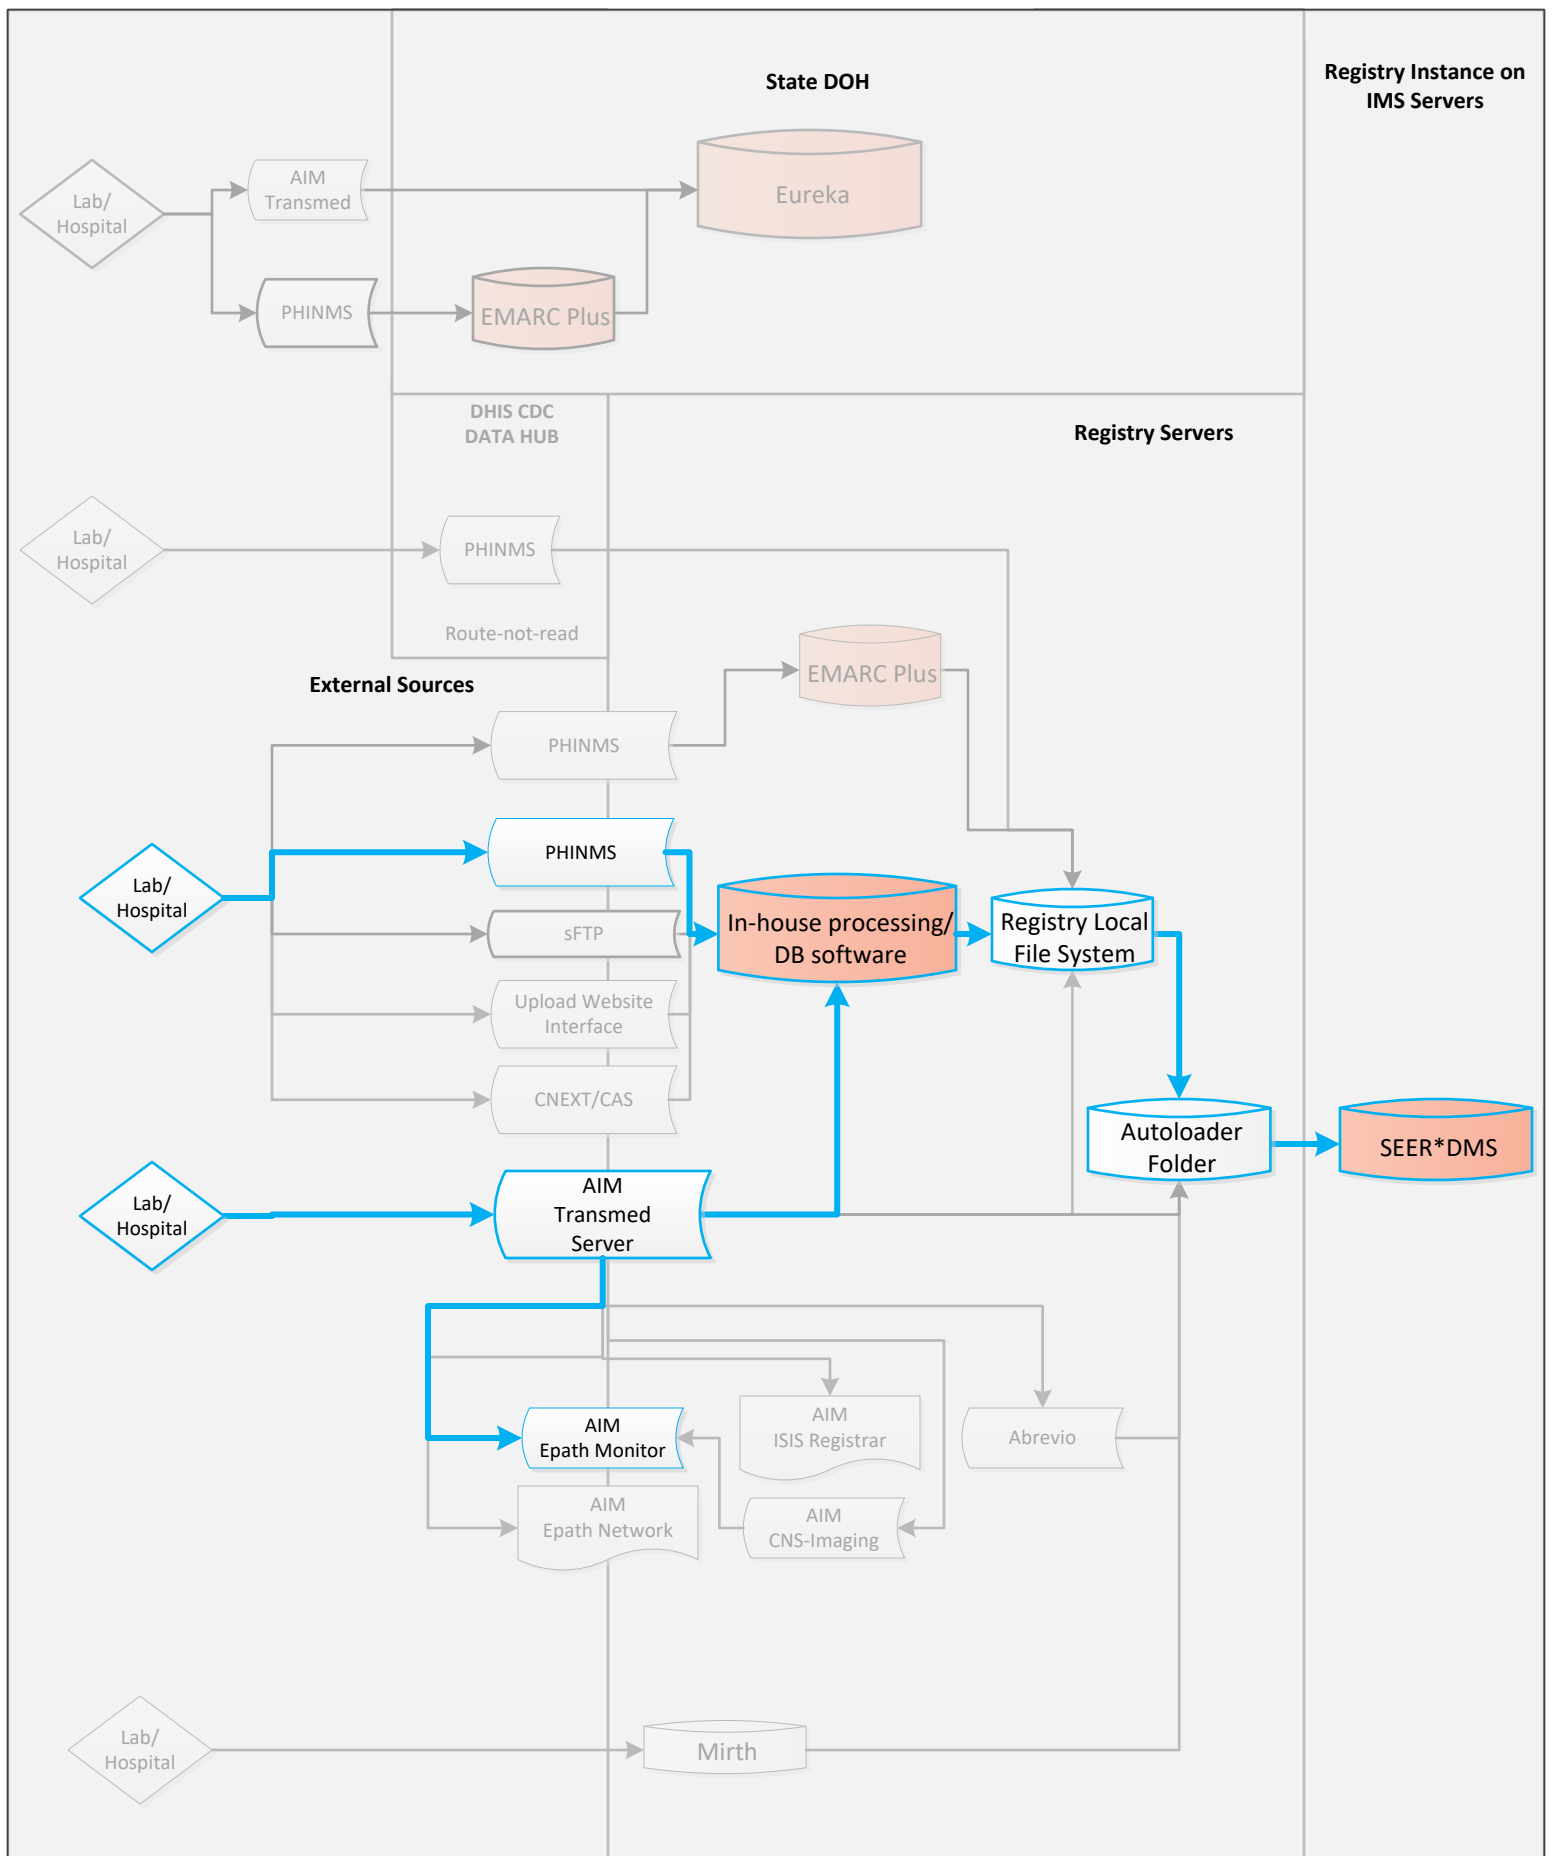 State DOH
Registry Instance on
IMS Servers
Lab/
Hospital
AIM
Transmed
Eureka
PHINMS
EMARC Plus
DHIS CDC
DATA HUB
Registry Servers
Lab/
Hospital
PHINMS
Route-not-read
External Sources
EMARC Plus
PHINMS
PHINMS
Lab/
Hospital
sFTP
In-house processing/
DB software
Registry Local
File System
Upload Website
Interface
CNEXT/CAS
Autoloader
Folder
SEER*DMS
Lab/
Hospital
AIM
Transmed
Server
AIM
Epath Monitor
AIM
ISIS Registrar
Abrevio
AIM
Epath Network
AIM
CNS-Imaging
Lab/
Hospital
Mirth